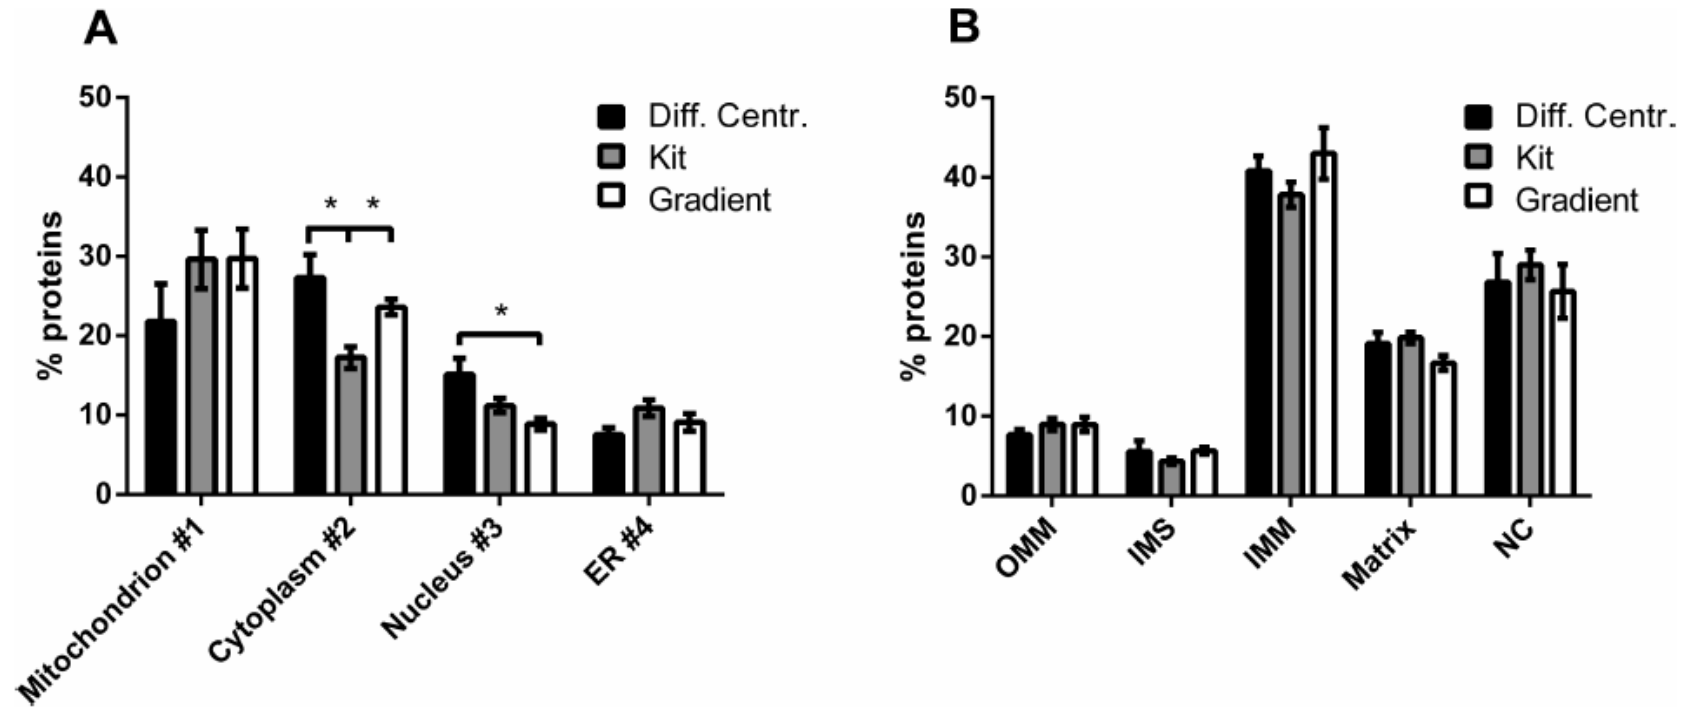 A
50
40
30
20
10
0
% proteins
Diff. Centr.
Kit
Gradient
* *
*
Mitochondrion #1
Cytoplasm #2
Nucleus #3
ER #4
B
50
40
30
20
10
0
% proteins
Diff. Centr.
Kit
Gradient
OMM
IMS
IMM
Matrix
NC